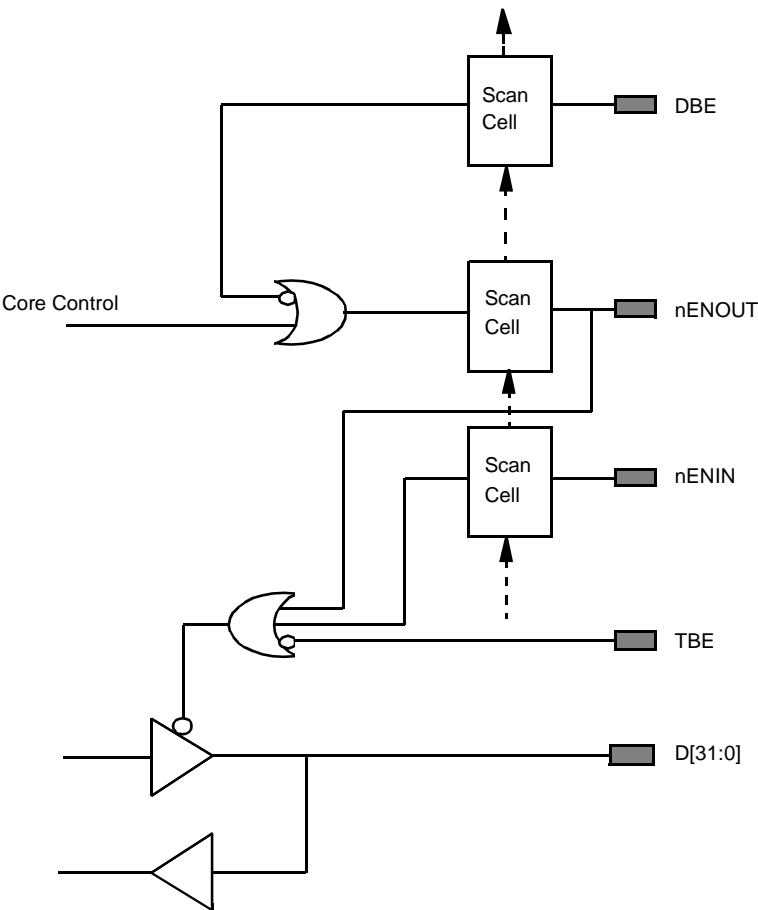 Scan
Cell
DBE
Core Control
Scan
Cell
nENOUT
Scan
Cell
nENIN
TBE
D[31:0]